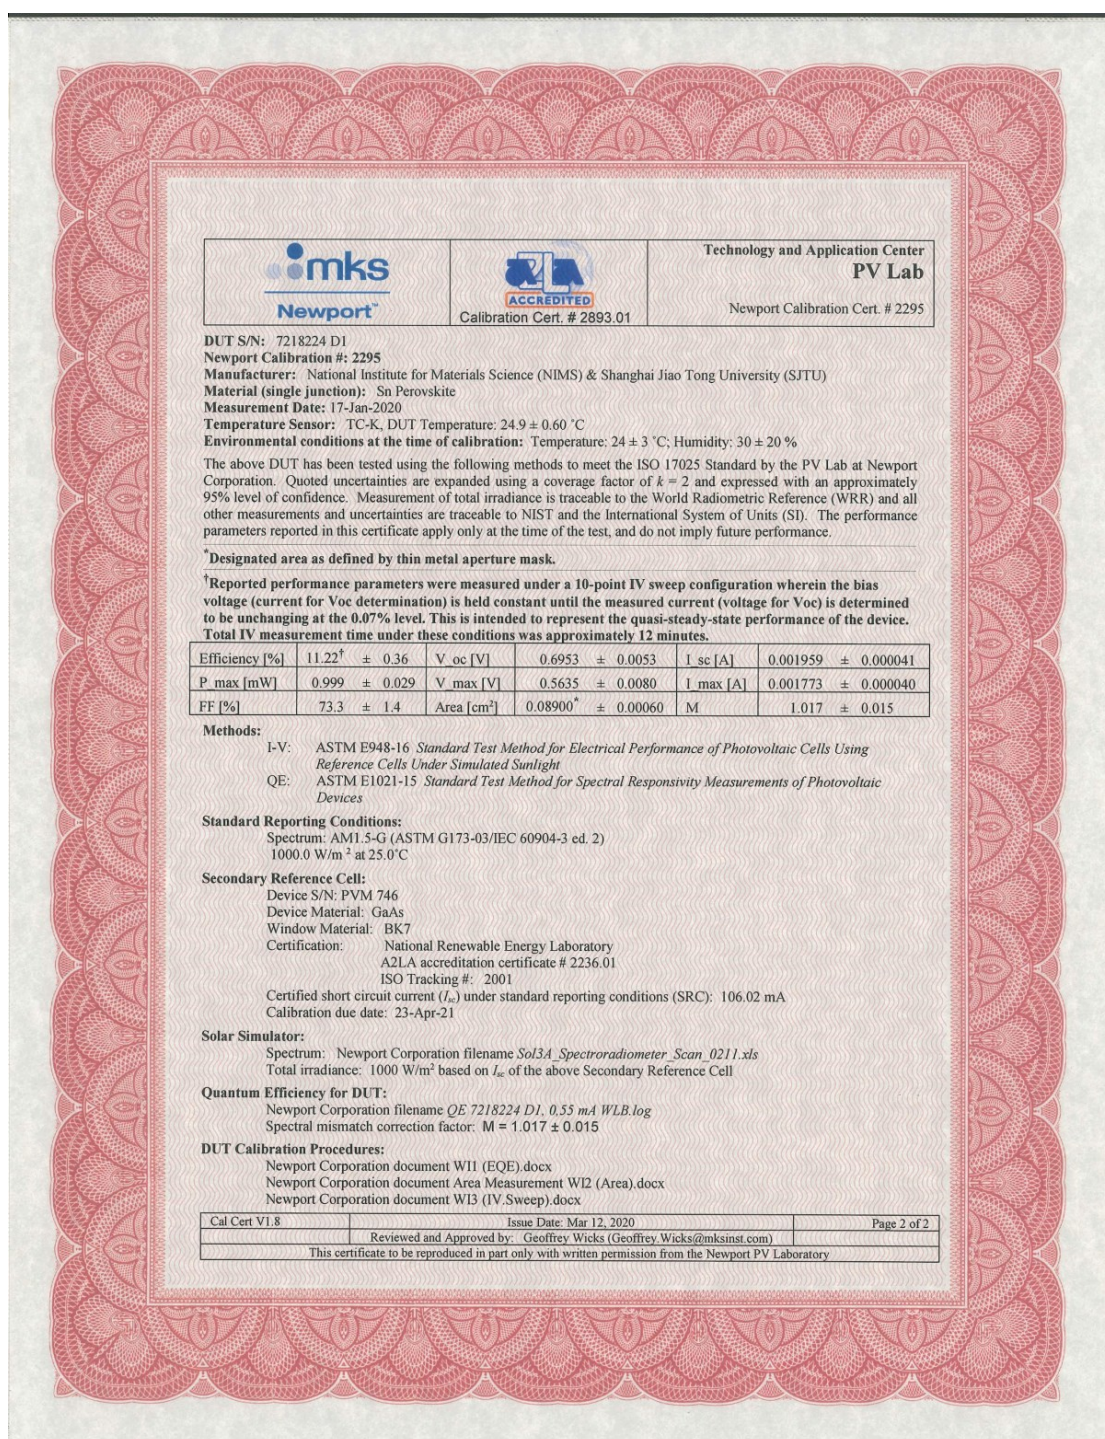 mks
Newport™
A2LA
ACCREDITED
Calibration Cert. # 2893.01
Technology and Application Center
PV Lab
Newport Calibration Cert. # 2295
DUT S/N: 7218224 D1
Newport Calibration #: 2295
Manufacturer: National Institute for Materials Science (NIMS) & Shanghai Jiao Tong University (SJTU)
Material (single junction): Sn Perovskite
Measurement Date: 17-Jan-2020
Temperature Sensor: TC-K, DUT Temperature: 24.9 ± 0.60 ˚C
Environmental conditions at the time of calibration: Temperature: 24 ± 3 ˚C; Humidity: 30 ± 20 %
The above DUT has been tested using the following methods to meet the ISO 17025 Standard by the PV Lab at Newport
Corporation. Quoted uncertainties are expanded using a coverage factor of k = 2 and expressed with an approximately
95% level of confidence. Measurement of total irradiance is traceable to the World Radiometric Reference (WRR) and all
other measurements and uncertainties are traceable to NIST and the International System of Units (SI). The performance
parameters reported in this certificate apply only at the time of the test, and do not imply future performance.
*Designated area as defined by thin metal aperture mask.
†Reported performance parameters were measured under a 10-point IV sweep configuration wherein the bias
voltage (current for Voc determination) is held constant until the measured current (voltage for Voc) is determined
to be unchanging at the 0.07% level. This is intended to represent the quasi-steady-state performance of the device.
Total IV measurement time under these conditions was approximately 12 minutes.
Efficiency [%] 11.22† ± 0.36 V_oc [V] 0.6953 ± 0.0053 I_sc [A] 0.001959 ± 0.000041
P_max [mW] 0.999 ± 0.029 V_max [V] 0.5635 ± 0.0080 I_max [A] 0.001773 ± 0.000040
FF [%] 73.3 ± 1.4 Area [cm²] 0.08900* ± 0.00060 M 1.017 ± 0.015
Methods:
I-V: ASTM E948-16 Standard Test Method for Electrical Performance of Photovoltaic Cells Using
Reference Cells Under Simulated Sunlight
QE: ASTM E1021-15 Standard Test Method for Spectral Responsivity Measurements of Photovoltaic
Devices
Standard Reporting Conditions:
Spectrum: AM1.5-G (ASTM G173-03/IEC 60904-3 ed. 2)
1000.0 W/m ² at 25.0˚C
Secondary Reference Cell:
Device S/N: PVM 746
Device Material: GaAs
Window Material: BK7
Certification: National Renewable Energy Laboratory
A2LA accreditation certificate # 2236.01
ISO Tracking #: 2001
Certified short circuit current (Isc) under standard reporting conditions (SRC): 106.02 mA
Calibration due date: 23-Apr-21
Solar Simulator:
Spectrum: Newport Corporation filename Sol3A_Spectroradiometer_Scan_0211.xls
Total irradiance: 1000 W/m² based on Isc of the above Secondary Reference Cell
Quantum Efficiency for DUT:
Newport Corporation filename QE 7218224 D1, 0.55 mA WLB.log
Spectral mismatch correction factor: M = 1.017 ± 0.015
DUT Calibration Procedures:
Newport Corporation document WI1 (EQE).docx
Newport Corporation document Area Measurement WI2 (Area).docx
Newport Corporation document WI3 (IV.Sweep).docx
Cal Cert V1.8 Issue Date: Mar 12, 2020 Page 2 of 2
Reviewed and Approved by: Geoffrey Wicks (Geoffrey.Wicks@mksinst.com)
This certificate to be reproduced in part only with written permission from the Newport PV Laboratory